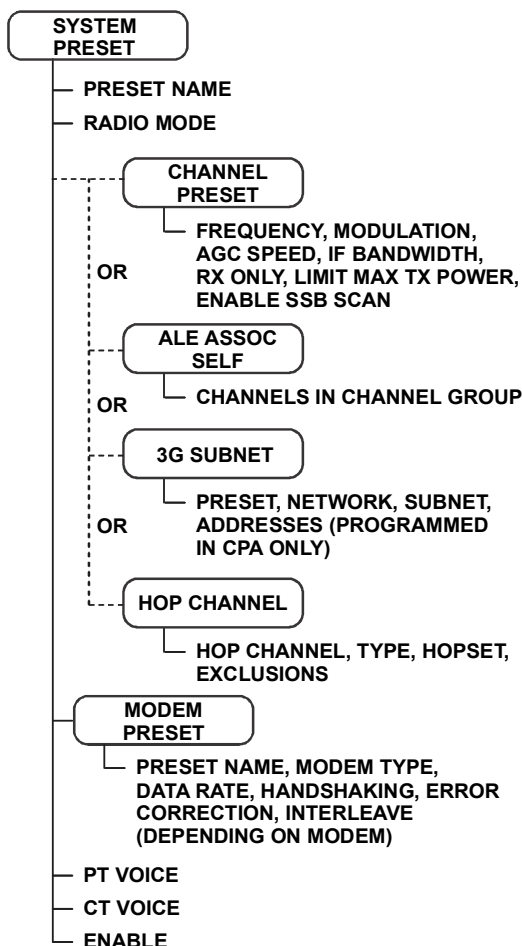 SYSTEM
PRESET
PRESET NAME
RADIO MODE
CHANNEL
PRESET
FREQUENCY, MODULATION,
AGC SPEED, IF BANDWIDTH,
RX ONLY, LIMIT MAX TX POWER,
ENABLE SSB SCAN
OR
ALE ASSOC
SELF
CHANNELS IN CHANNEL GROUP
OR
3G SUBNET
PRESET, NETWORK, SUBNET,
ADDRESSES (PROGRAMMED
IN CPA ONLY)
OR
HOP CHANNEL
HOP CHANNEL, TYPE, HOPSET,
EXCLUSIONS
MODEM
PRESET
PRESET NAME, MODEM TYPE,
DATA RATE, HANDSHAKING, ERROR
CORRECTION, INTERLEAVE
(DEPENDING ON MODEM)
PT VOICE
CT VOICE
ENABLE